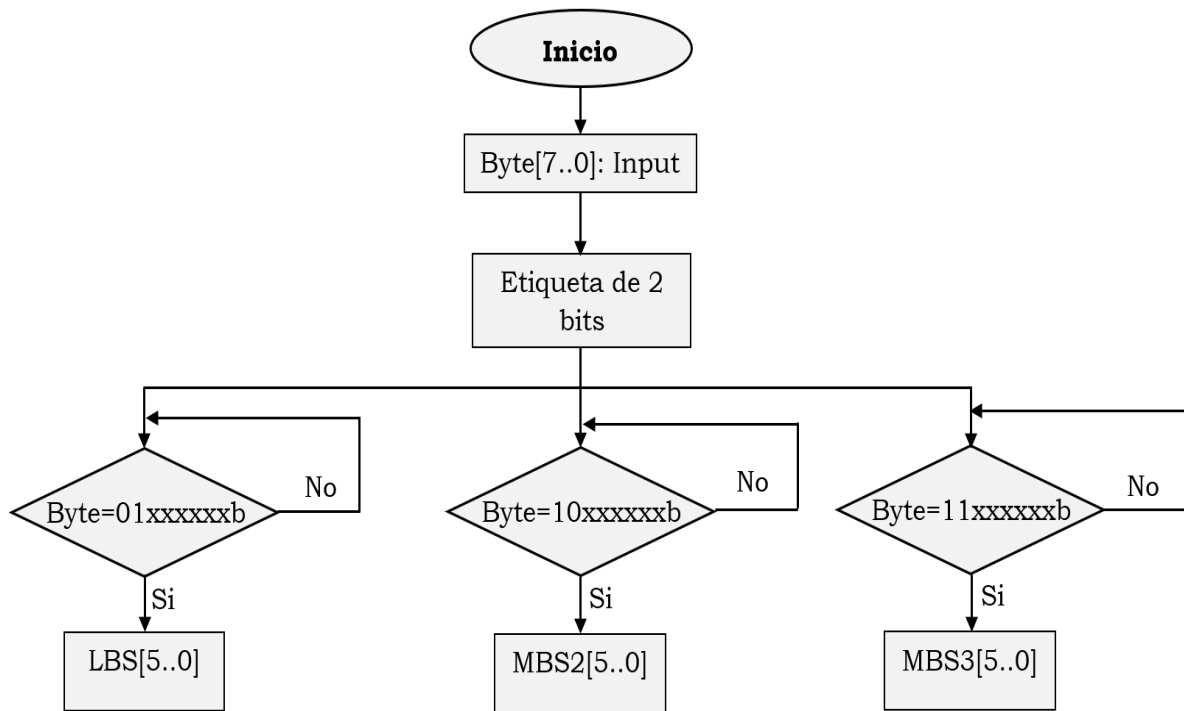 Inicio
Byte[7..0]: Input
Etiqueta de 2
bits
No
No
No
Byte=01xxxxxxb
Byte=10xxxxxxb
Byte=11xxxxxxb
Si
Si
Si
LBS[5..0]
MBS2[5..0]
MBS3[5..0]